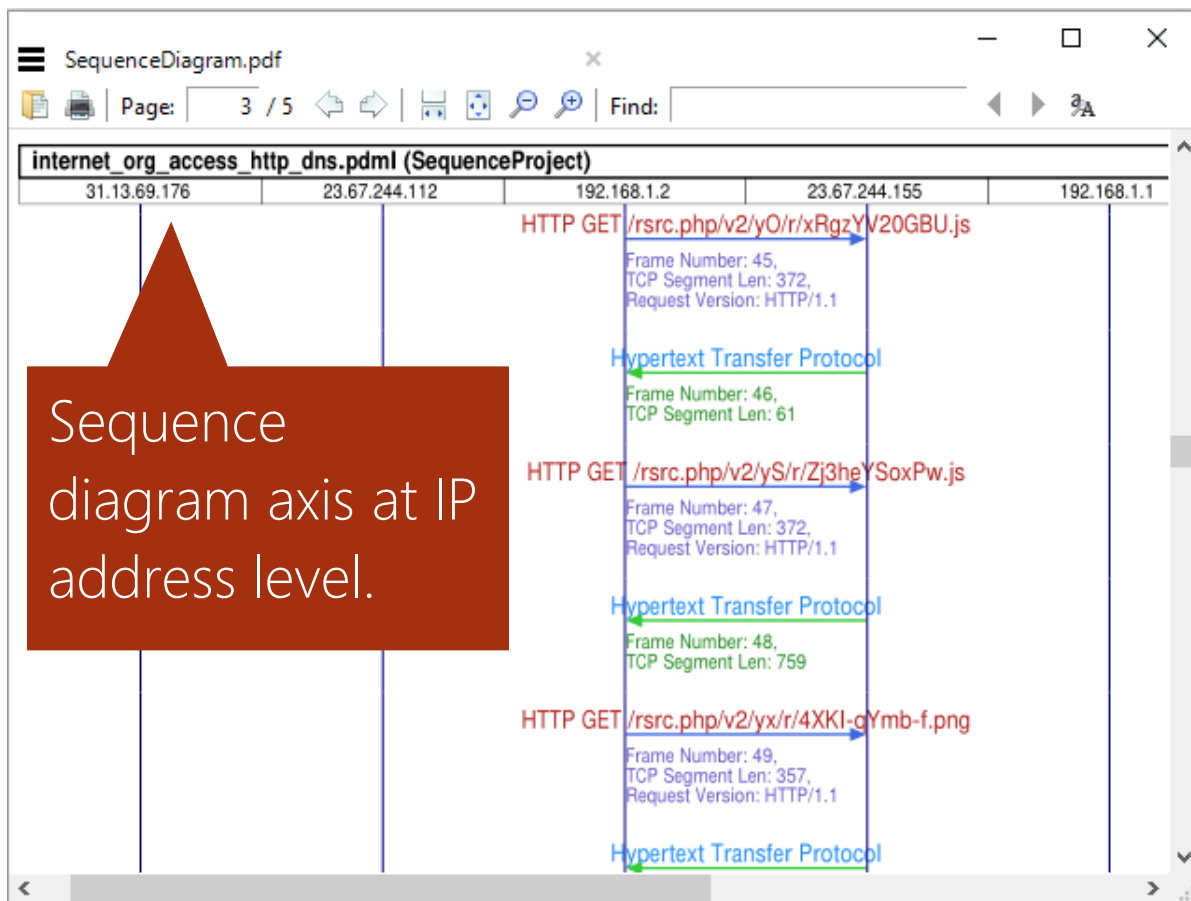 SequenceDiagram.pdf
Page: 3 / 5 Find:
internet_org_access_http_dns.pdml (SequenceProject)
31.13.69.176 23.67.244.112 192.168.1.2 23.67.244.155 192.168.1.1
HTTP GET /rsrc.php/v2/yO/r/xRgzYV20GBU.js
Frame Number: 45,
TCP Segment Len: 372,
Request Version: HTTP/1.1
Hypertext Transfer Protocol
Frame Number: 46,
TCP Segment Len: 61
Sequence
diagram axis at IP
address level.
HTTP GET /rsrc.php/v2/yS/r/Zj3heYSoxPw.js
Frame Number: 47,
TCP Segment Len: 372,
Request Version: HTTP/1.1
Hypertext Transfer Protocol
Frame Number: 48,
TCP Segment Len: 759
HTTP GET /rsrc.php/v2/yx/r/4XKI-qYmb-f.png
Frame Number: 49,
TCP Segment Len: 357,
Request Version: HTTP/1.1
Hypertext Transfer Protocol